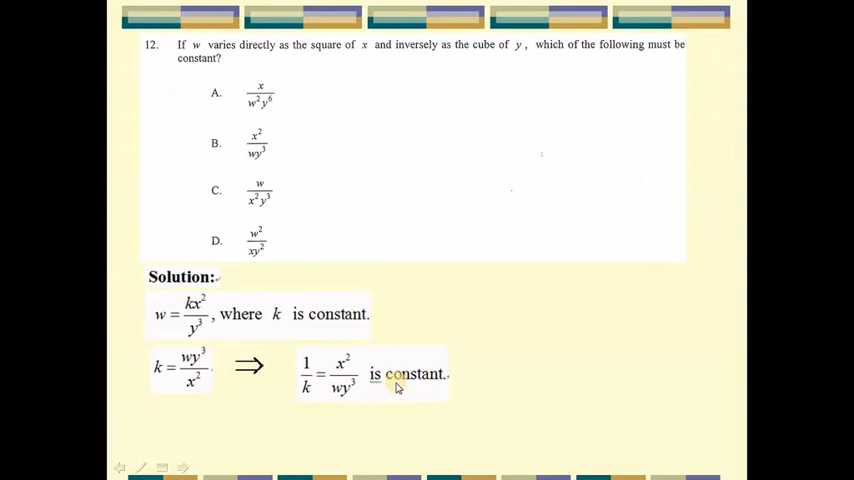 12. If w varies directly as the square of x and inversely as the cube of y , which of the following must be
constant?
A. x / w²y⁶
B. x² / wy³
C. w / x²y³
D. w² / xy²
Solution:
w = kx² / y³ , where k is constant.
k = wy³ / x² . ⇒ 1 / k = x² / wy³ is constant.